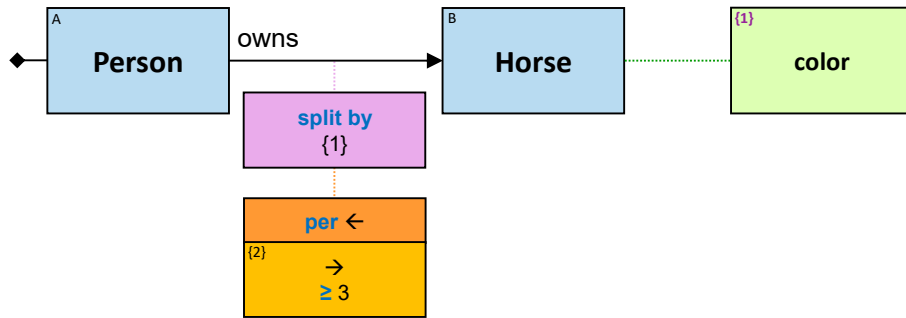 A
Person
owns
B
Horse
{1}
color
split by
{1}
per ←
{2}
→
≥ 3